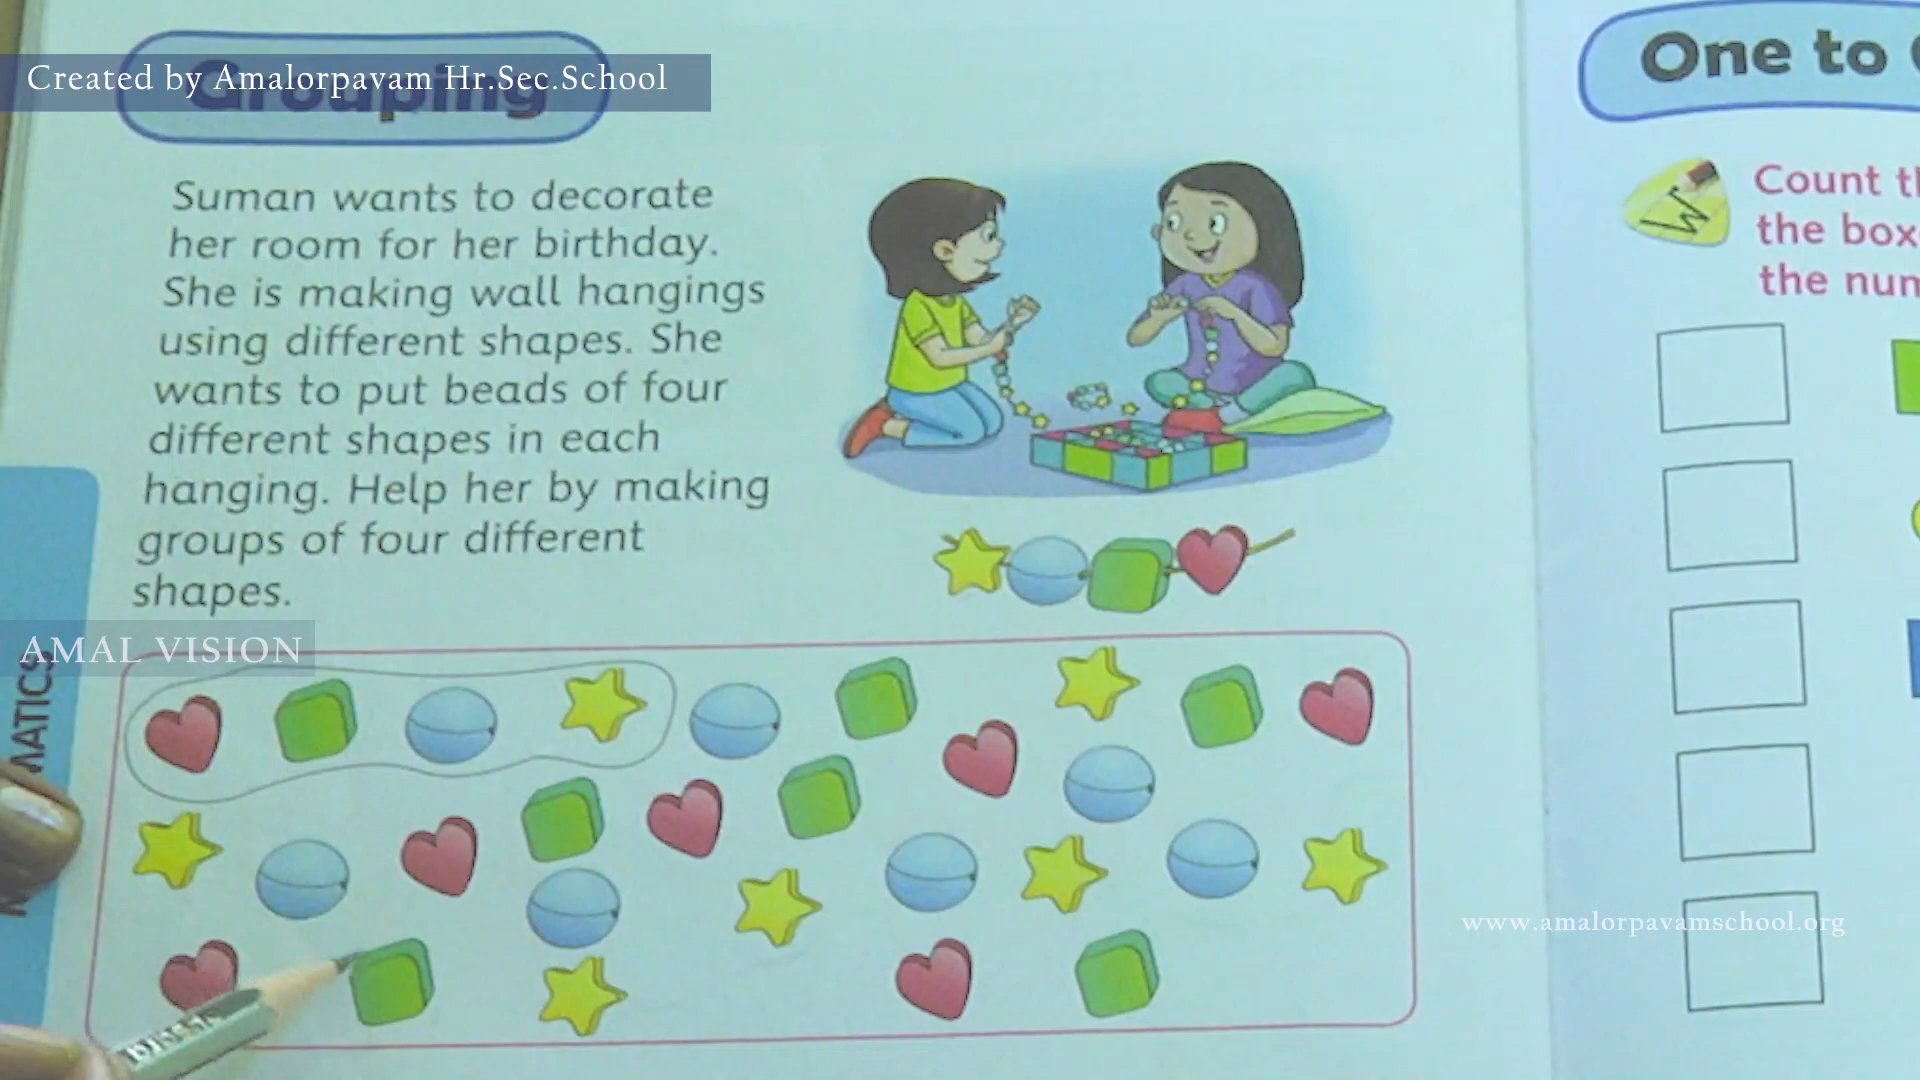 Created by Amalorpavam Hr.Sec.School
Grouping
Suman wants to decorate
her room for her birthday.
She is making wall hangings
using different shapes. She
wants to put beads of four
different shapes in each
hanging. Help her by making
groups of four different
shapes.
AMAL VISION
One to
Count
the
the
www.amalorpavamschool.org